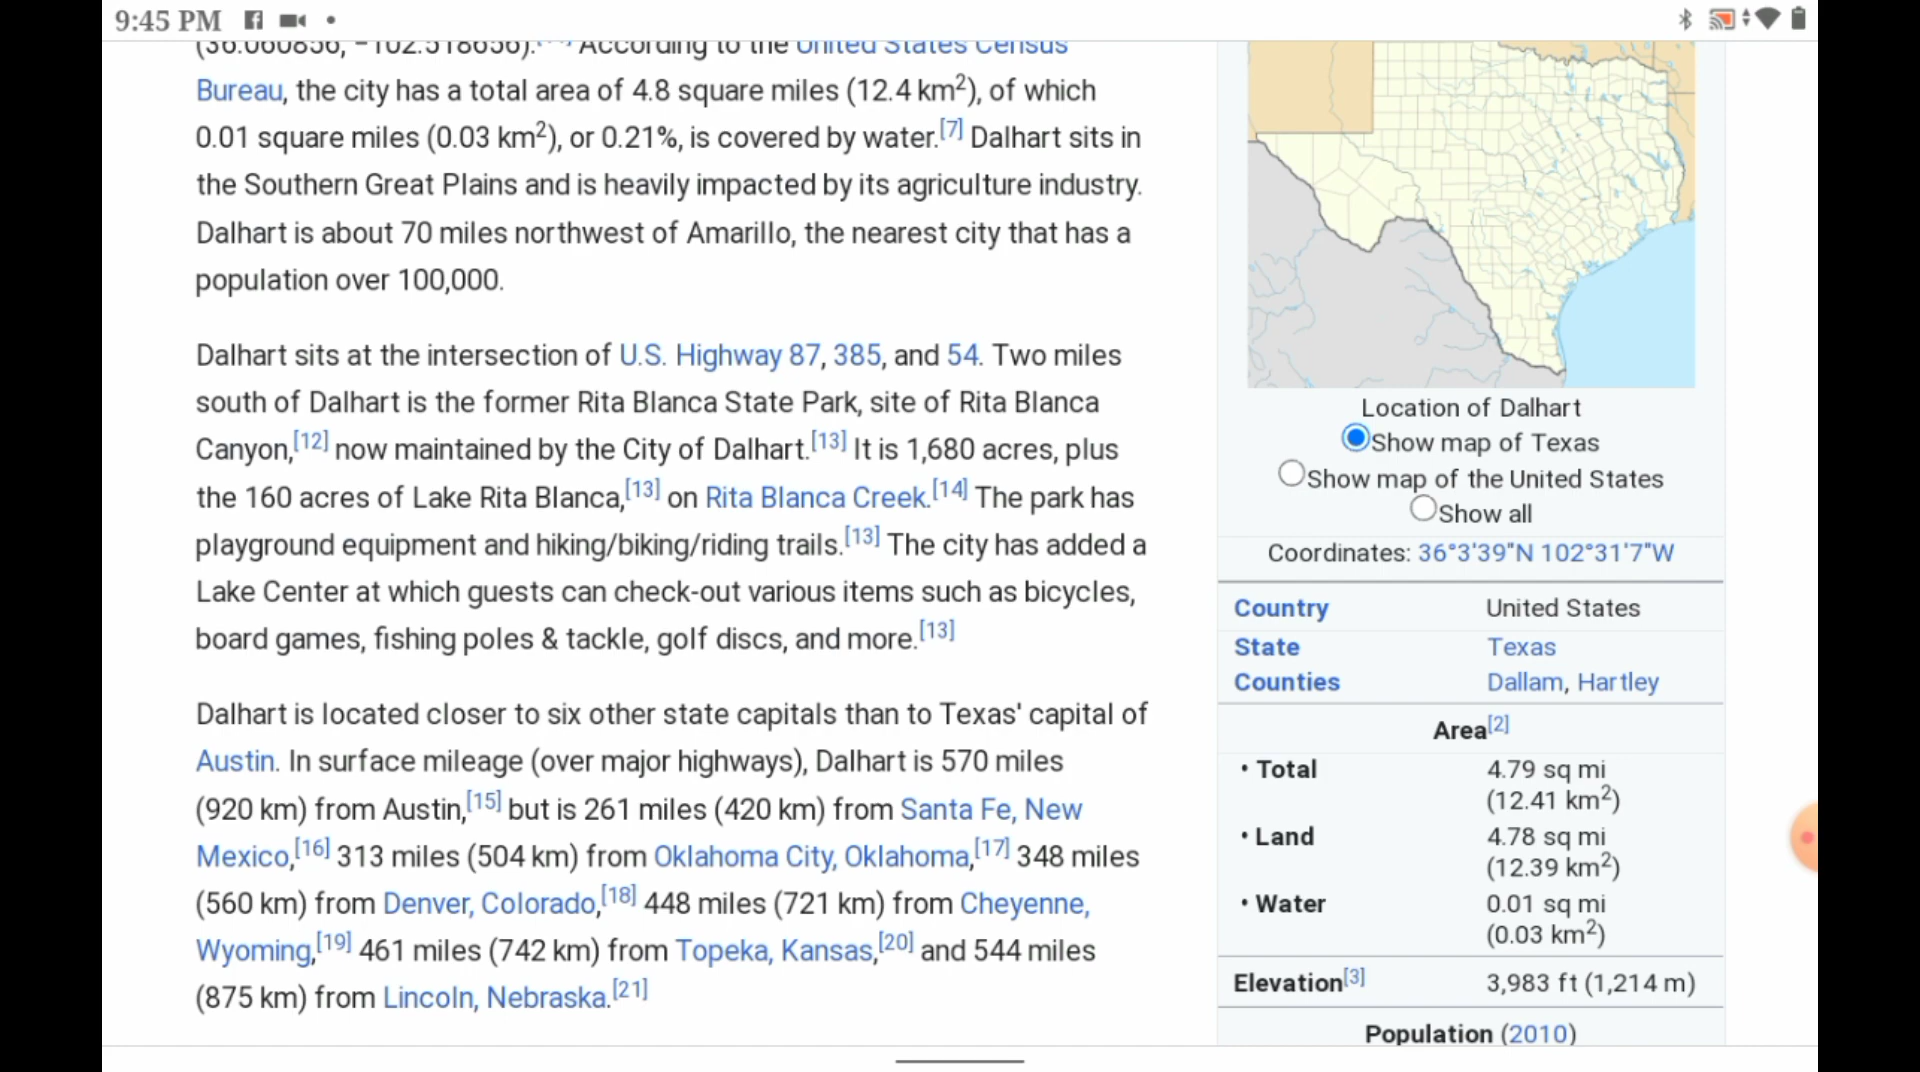 9:45 PM
(36.060856, −102.518656). According to the United States Census
Bureau, the city has a total area of 4.8 square miles (12.4 km²), of which
0.01 square miles (0.03 km²), or 0.21%, is covered by water.[7] Dalhart sits in
the Southern Great Plains and is heavily impacted by its agriculture industry.
Dalhart is about 70 miles northwest of Amarillo, the nearest city that has a
population over 100,000.
Dalhart sits at the intersection of U.S. Highway 87, 385, and 54. Two miles
south of Dalhart is the former Rita Blanca State Park, site of Rita Blanca
Canyon,[12] now maintained by the City of Dalhart.[13] It is 1,680 acres, plus
the 160 acres of Lake Rita Blanca,[13] on Rita Blanca Creek.[14] The park has
playground equipment and hiking/biking/riding trails.[13] The city has added a
Lake Center at which guests can check-out various items such as bicycles,
board games, fishing poles & tackle, golf discs, and more.[13]
Dalhart is located closer to six other state capitals than to Texas' capital of
Austin. In surface mileage (over major highways), Dalhart is 570 miles
(920 km) from Austin,[15] but is 261 miles (420 km) from Santa Fe, New
Mexico,[16] 313 miles (504 km) from Oklahoma City, Oklahoma,[17] 348 miles
(560 km) from Denver, Colorado,[18] 448 miles (721 km) from Cheyenne,
Wyoming,[19] 461 miles (742 km) from Topeka, Kansas,[20] and 544 miles
(875 km) from Lincoln, Nebraska.[21]
Location of Dalhart
Show map of Texas
Show map of the United States
Show all
Coordinates: 36°3′39″N 102°31′7″W
Country United States
State Texas
Counties Dallam, Hartley
Area[2]
• Total 4.79 sq mi
(12.41 km²)
• Land 4.78 sq mi
(12.39 km²)
• Water 0.01 sq mi
(0.03 km²)
Elevation[3] 3,983 ft (1,214 m)
Population (2010)